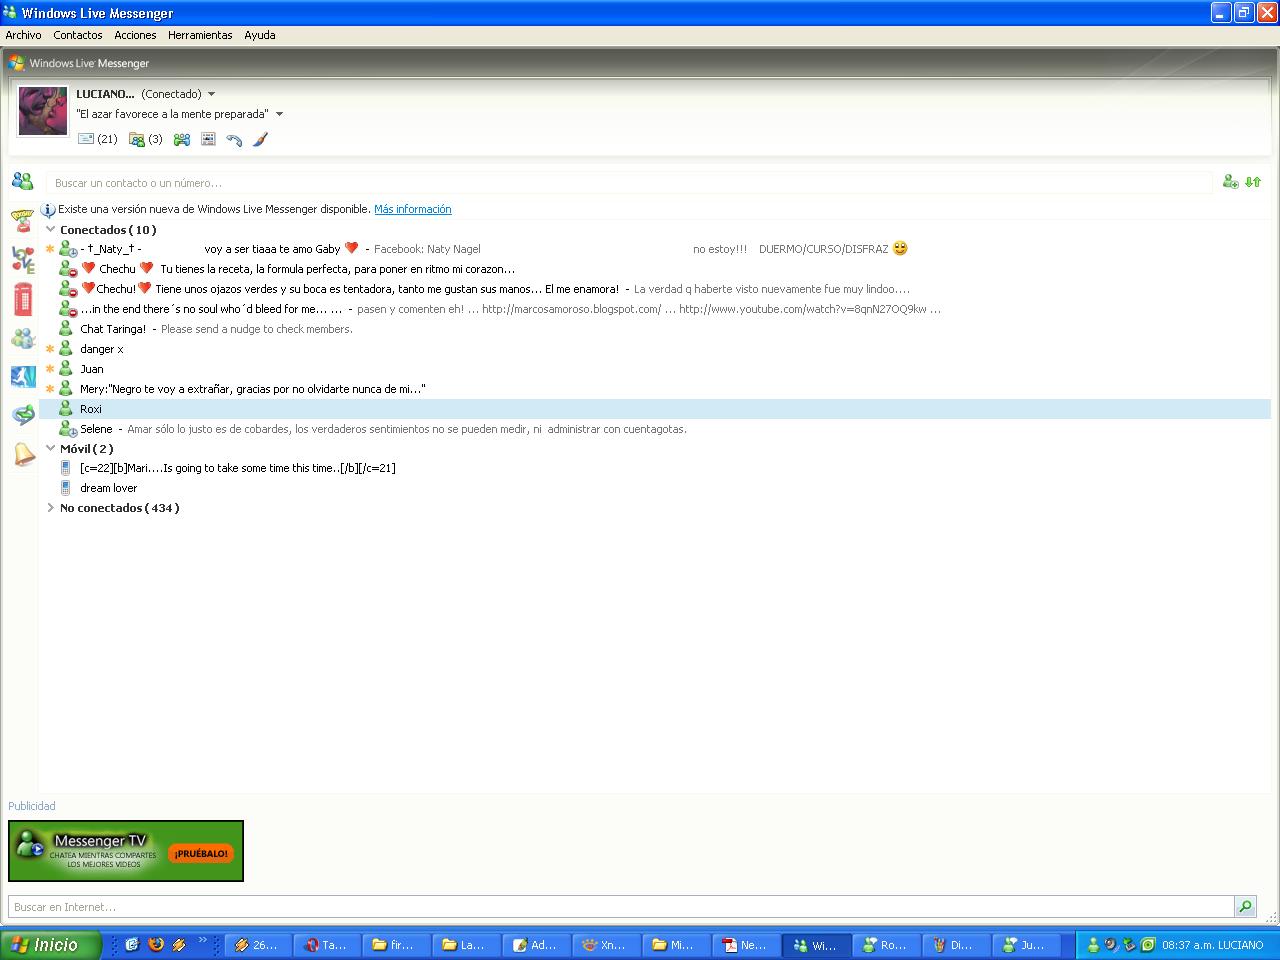 Windows Live Messenger
Archivo Contactos Acciones Herramientas Ayuda
Windows Live Messenger
LUCIANO... (Conectado)
"El azar favorece a la mente preparada"
(21) (3)
Buscar un contacto o un número...
Existe una versión nueva de Windows Live Messenger disponible. Más información
Conectados ( 10 )
- †_Naty_† - voy a ser tiaaa te amo Gaby - Facebook: Naty Nagel no estoy!!! DUERMO/CURSO/DISFRAZ
Chechu Tu tienes la receta, la formula perfecta, para poner en ritmo mi corazon...
Chechu! Tiene unos ojazos verdes y su boca es tentadora, tanto me gustan sus manos... El me enamora! - La verdad q haberte visto nuevamente fue muy lindoo....
...in the end there´s no soul who´d bleed for me... ... - pasen y comenten eh! ... http://marcosamoroso.blogspot.com/ ... http://www.youtube.com/watch?v=8qnN27OQ9kw ...
Chat Taringa! - Please send a nudge to check members.
danger x
Juan
Mery:"Negro te voy a extrañar, gracias por no olvidarte nunca de mi..."
Roxi
Selene - Amar sólo lo justo es de cobardes, los verdaderos sentimientos no se pueden medir, ni administrar con cuentagotas.
Móvil ( 2 )
[c=22][b]Mari....Is going to take some time this time..[/b][/c=21]
dream lover
No conectados ( 434 )
Publicidad
Messenger TV
CHATEA MIENTRAS COMPARTES
LOS MEJORES VIDEOS
¡PRUÉBALO!
Buscar en Internet...
Inicio 26... Ta... fir... La... Ad... Xn... Mi... Ne... Wi... Ro... Di... Ju... 08:37 a.m. LUCIANO